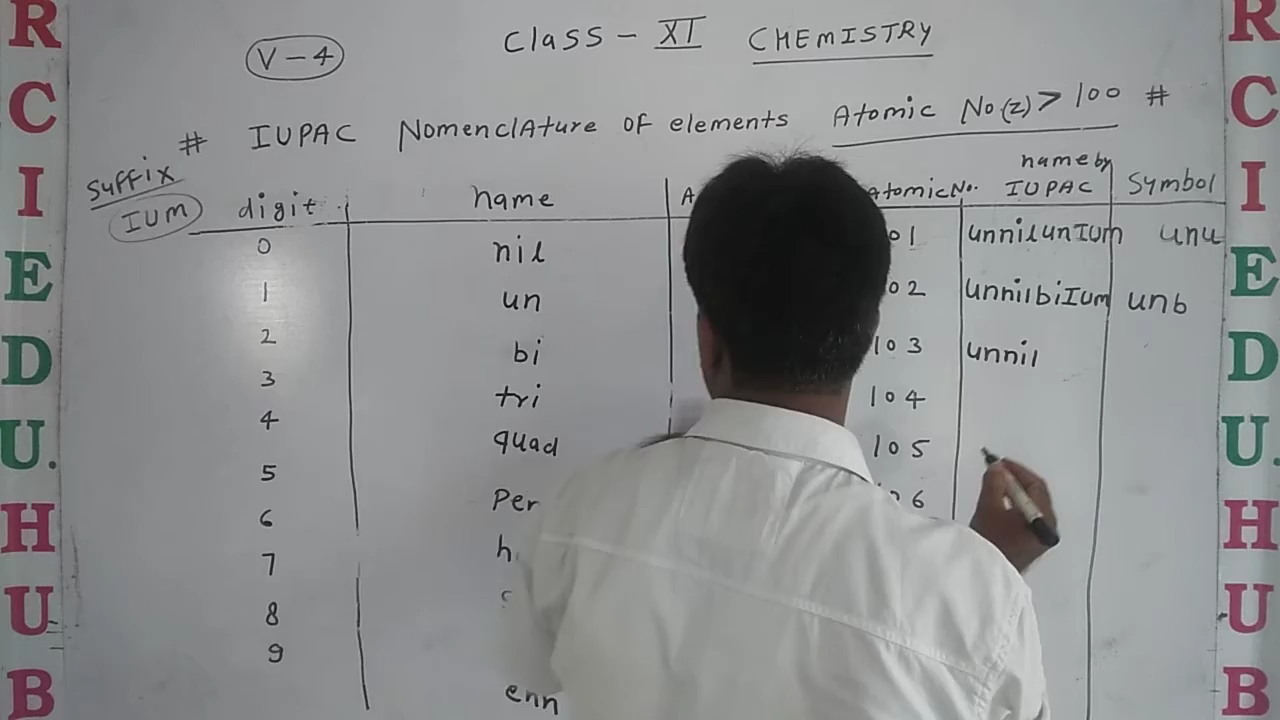 RCIEDU.HUB
V-4
Class - XI CHEMISTRY
# IUPAC Nomenclature OF elements Atomic No(z) > 100 #
Suffix
IUM
digit name AtomicNo. name by IUPAC Symbol
0 nil 01 unnilunIum unu
1 un 02 unnilbiIum unb
2 bi 103 unnil
3 tri 104
4 quad 105
5 Per 6
6 h
7
8
9 enn
RCIEDU.HUB